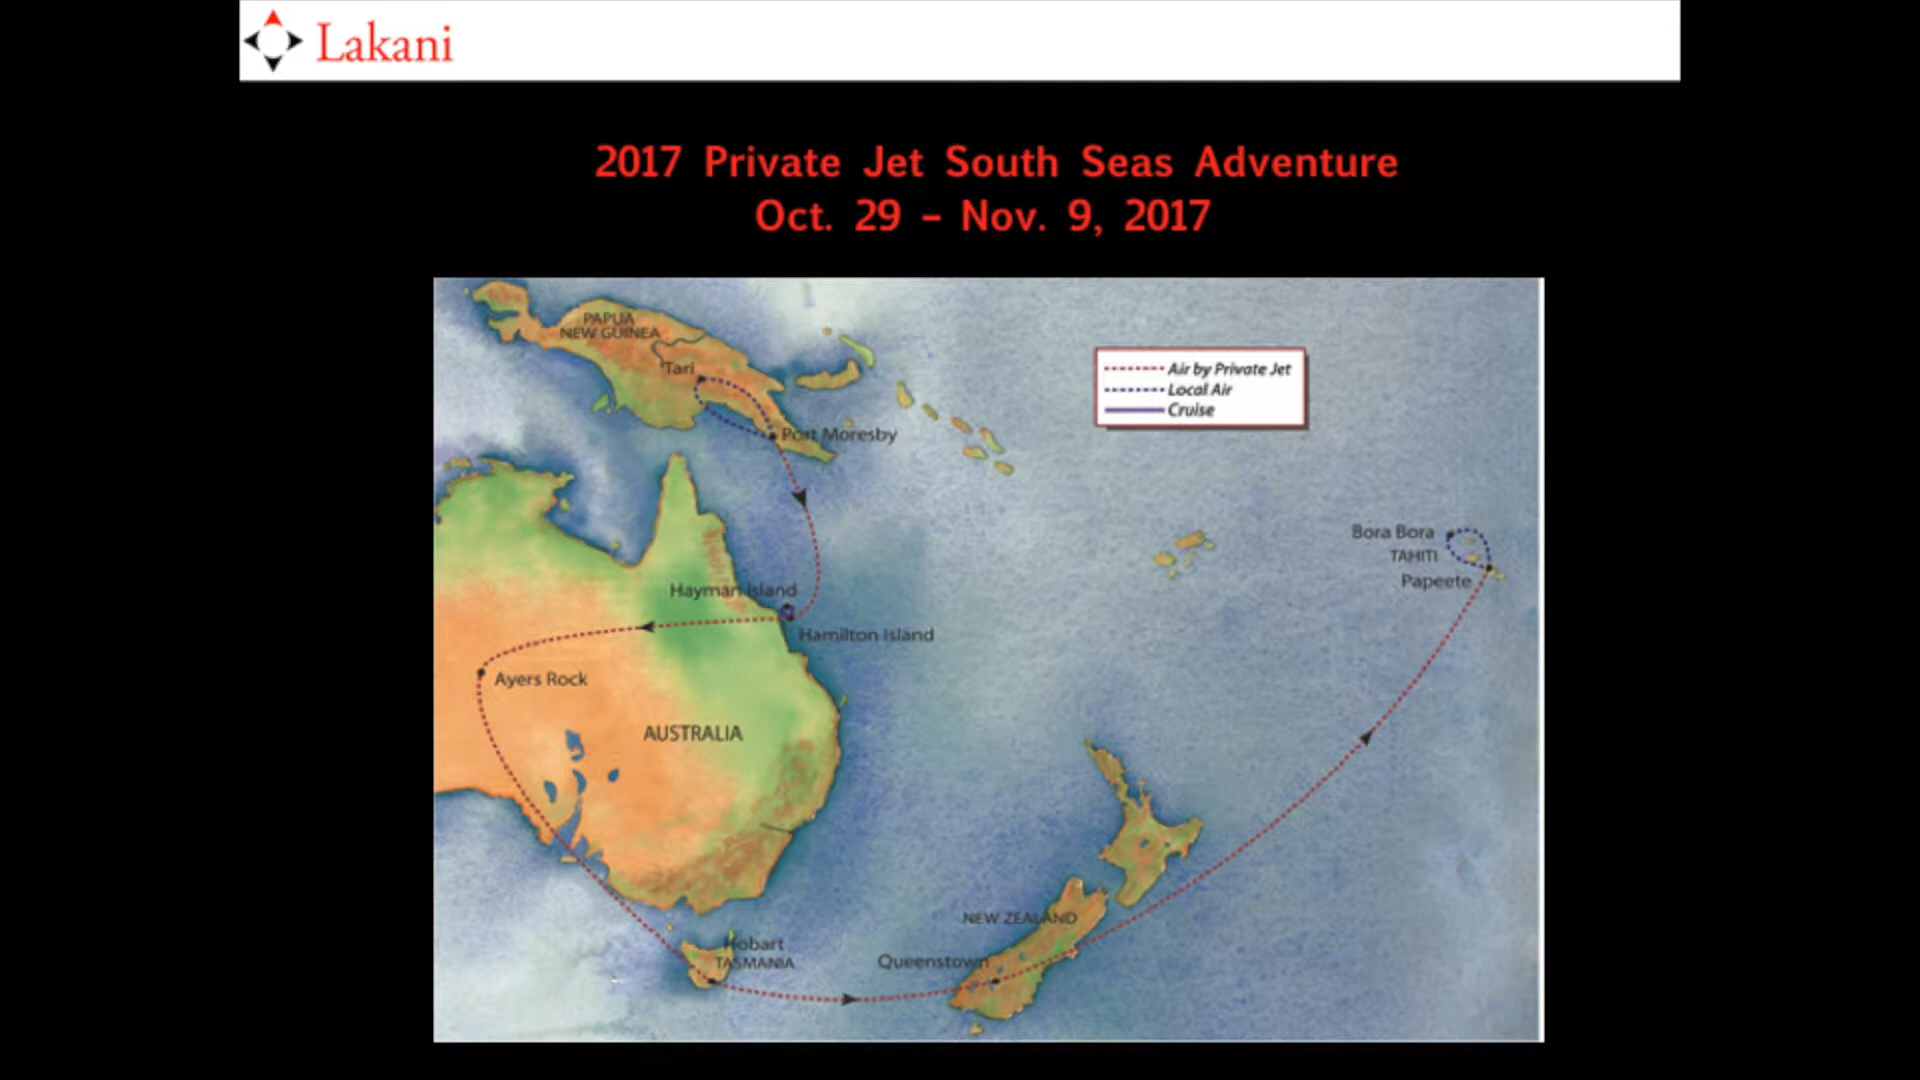 Lakani
2017 Private Jet South Seas Adventure
Oct. 29 – Nov. 9, 2017
PAPUA
NEW GUINEA
Tari
Air by Private Jet
Local Air
Cruise
Port Moresby
Bora Bora
TAHITI
Papeete
Hayman Island
Hamilton Island
Ayers Rock
AUSTRALIA
NEW ZEALAND
Hobart
TASMANIA
Queenstown